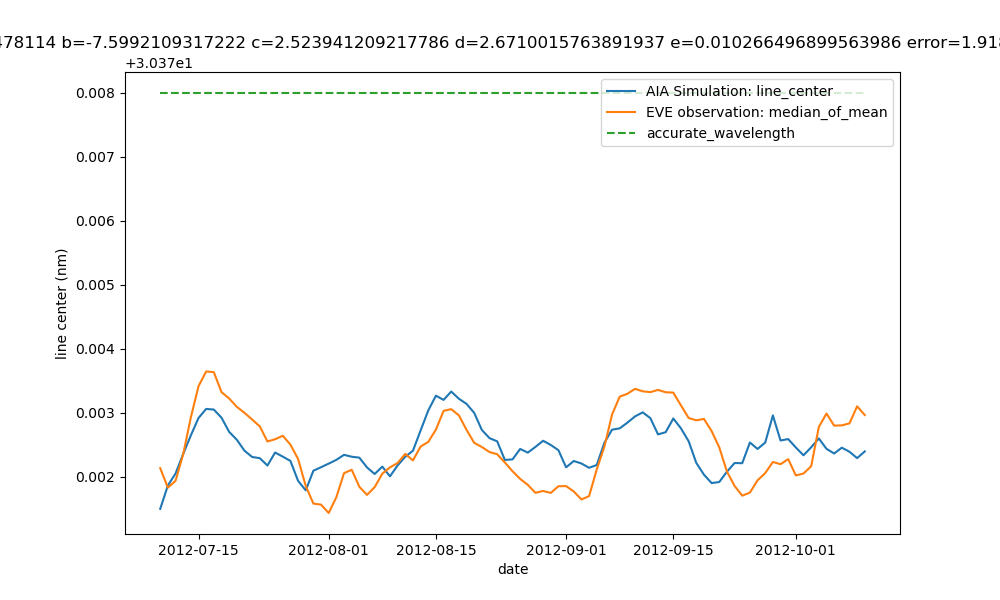 478114 b=-7.5992109317222 c=2.523941209217786 d=2.6710015763891937 e=0.010266496899563986 error=1.918
+3.037e1
0.008
0.007
0.006
0.005
0.004
0.003
0.002
line center (nm)
AIA Simulation: line_center
EVE observation: median_of_mean
accurate_wavelength
2012-07-15
2012-08-01
2012-08-15
2012-09-01
2012-09-15
2012-10-01
date